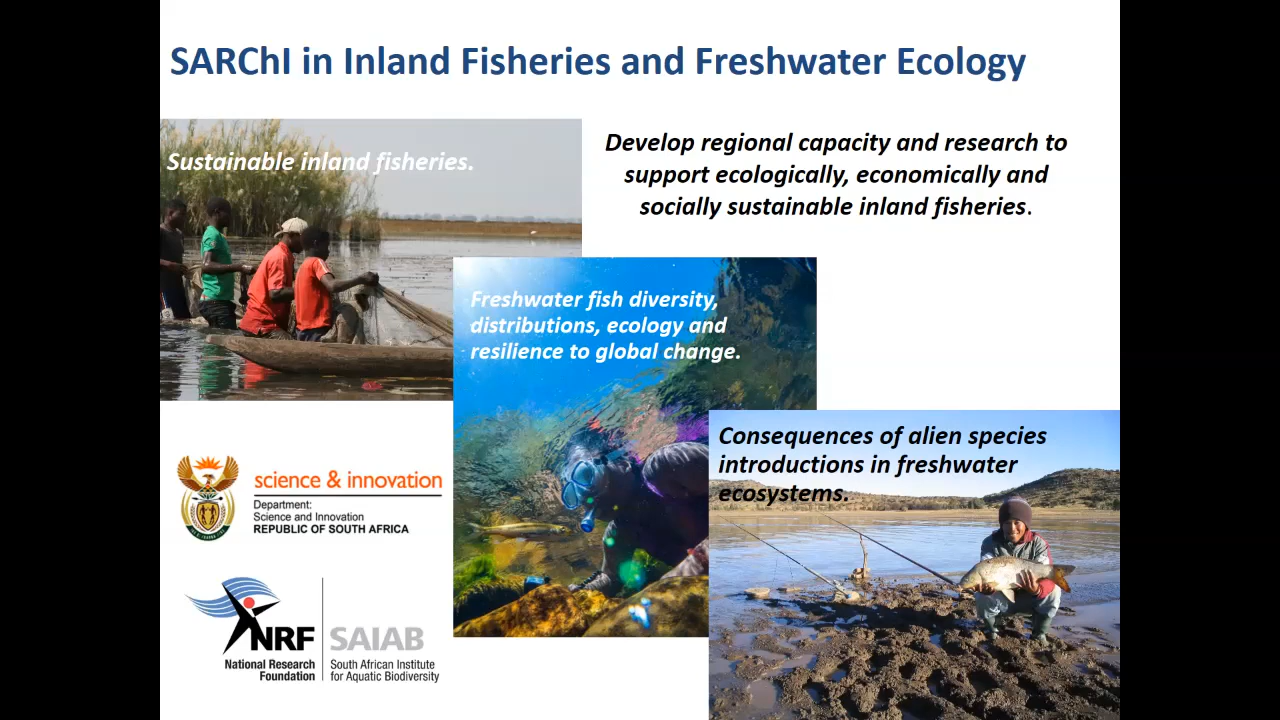 SARChI in Inland Fisheries and Freshwater Ecology
Sustainable inland fisheries.
Develop regional capacity and research to
support ecologically, economically and
socially sustainable inland fisheries.
Freshwater fish diversity,
distributions, ecology and
resilience to global change.
Consequences of alien species
introductions in freshwater
ecosystems.
science & innovation
Department:
Science and Innovation
REPUBLIC OF SOUTH AFRICA
NRF
National Research
Foundation
SAIAB
South African Institute
for Aquatic Biodiversity